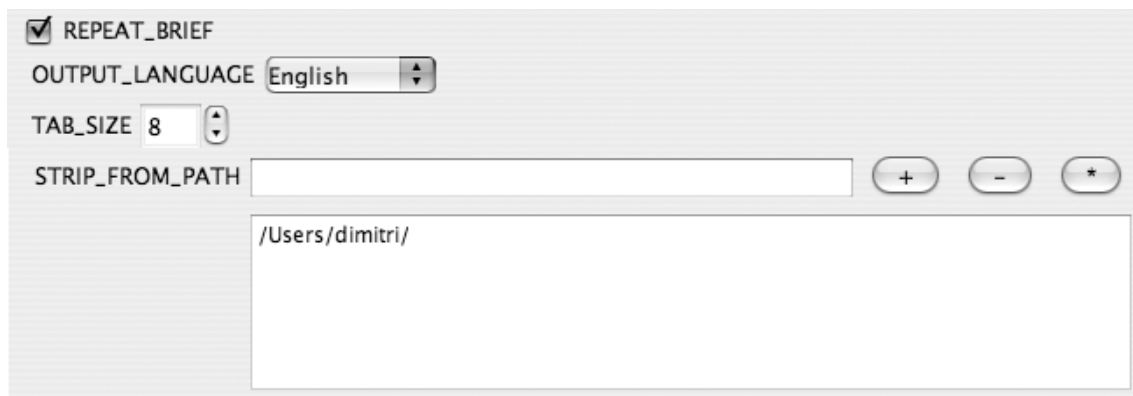 REPEAT_BRIEF
OUTPUT_LANGUAGE English
TAB_SIZE 8
STRIP_FROM_PATH + - *
/Users/dimitri/